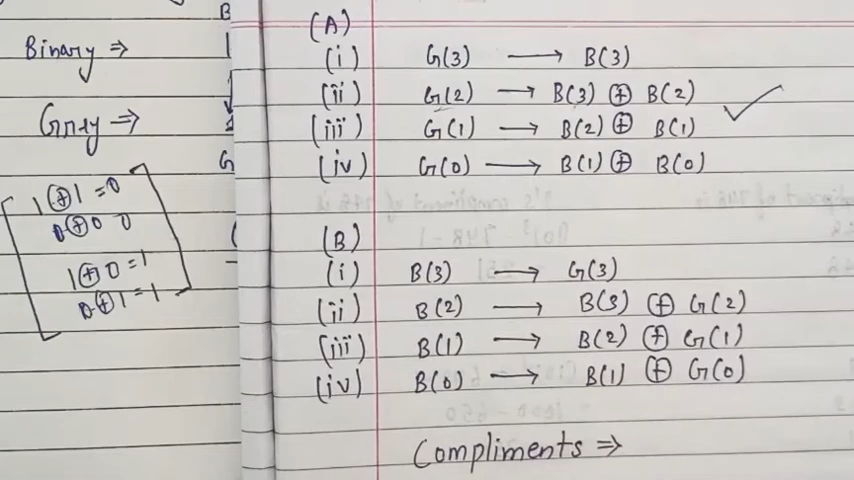 B
Binary ⇒
Grey ⇒
G
1 ⊕ 1 = 0
0 ⊕ 0 0
1 ⊕ 0 = 1
0 ⊕ 1 = 1
(A)
(i) G(3) → B(3)
(ii) G(2) → B(3) ⊕ B(2)
(iii) G(1) → B(2) ⊕ B(1)
(iv) G(0) → B(1) ⊕ B(0)
(B)
(i) B(3) → G(3)
(ii) B(2) → B(3) ⊕ G(2)
(iii) B(1) → B(2) ⊕ G(1)
(iv) B(0) → B(1) ⊕ G(0)
Compliments ⇒